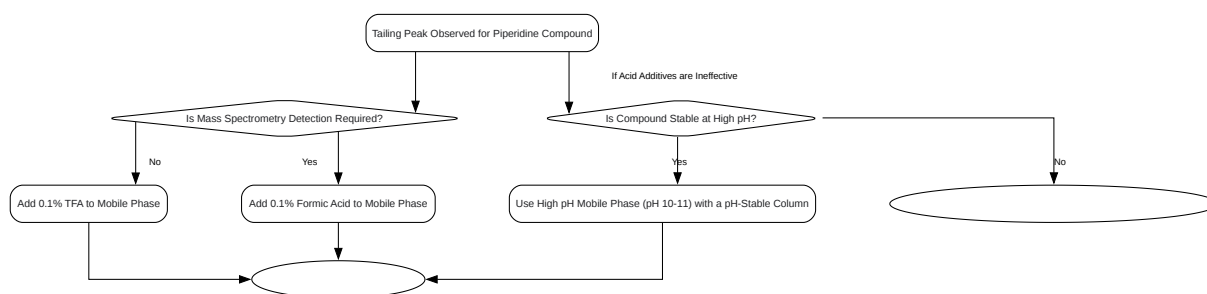 Tailing Peak Observed for Piperidine Compound
If Acid Additives are Ineffective
Is Mass Spectrometry Detection Required?
Is Compound Stable at High pH?
No
Yes
Yes
No
Add 0.1% TFA to Mobile Phase
Add 0.1% Formic Acid to Mobile Phase
Use High pH Mobile Phase (pH 10-11) with a pH-Stable Column